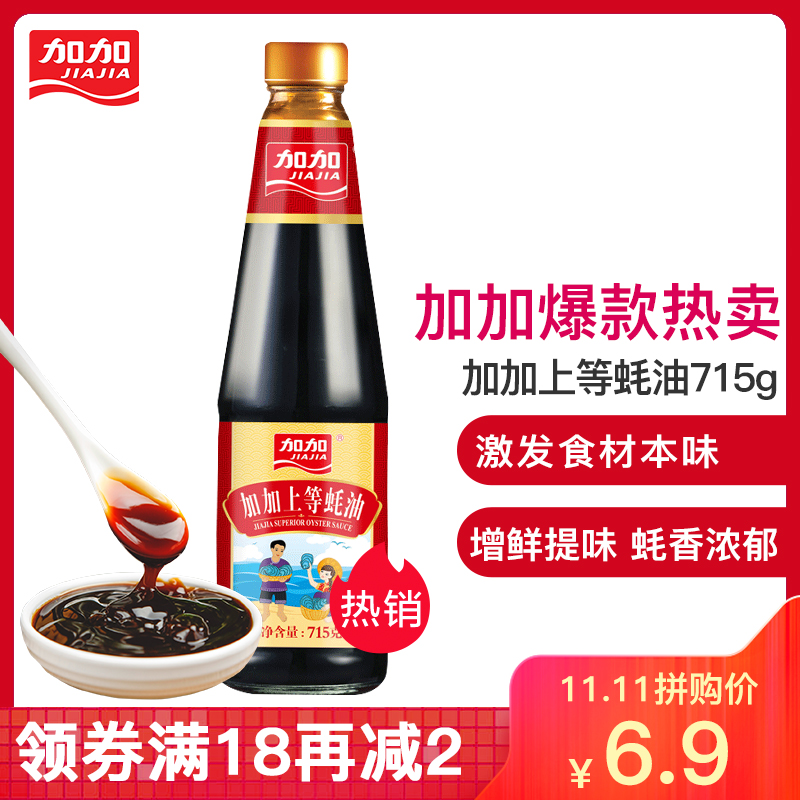 加加
JIAJIA
加加
JIAJIA
加加爆款热卖
加加上等蚝油715g
激发食材本味
增鲜提味 蚝香浓郁
加加
®
JIAJIA
加加上等蚝油
JIAJIA SUPERIOR OYSTER SAUCE
热销
净含量:715克
11.11拼购价
¥6.9
领券满18再减2